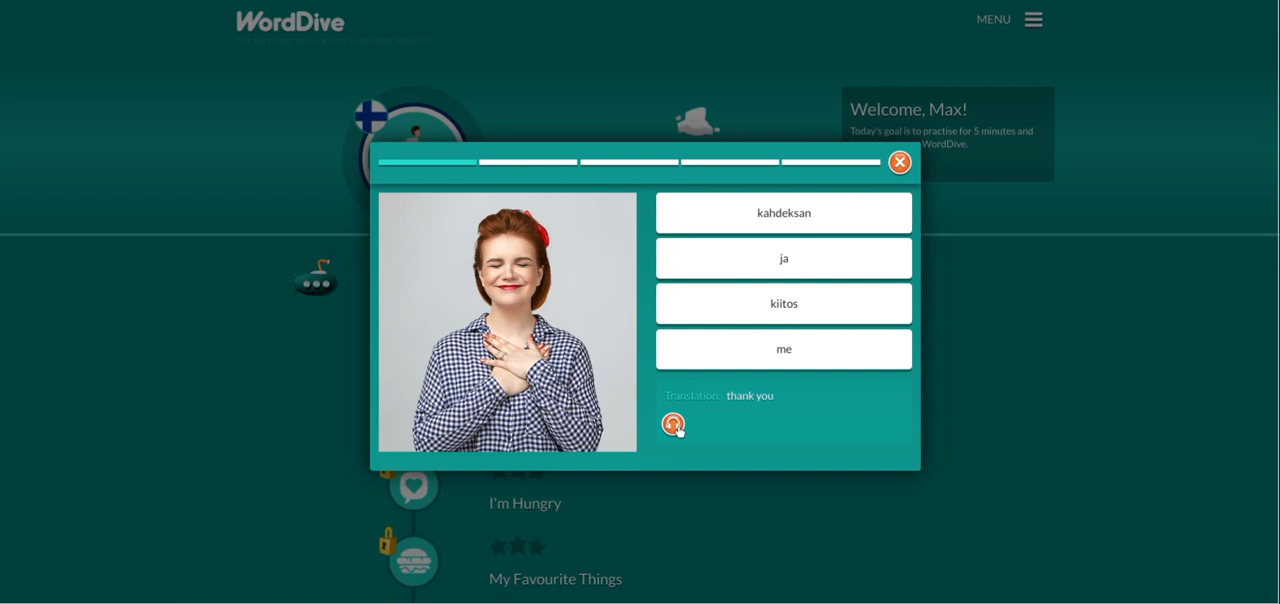 WordDive
MENU
Welcome, Max!
Today's goal is to practise for 5 minutes and
WordDive.
kahdeksan
ja
kiitos
me
Translation: thank you
I'm Hungry
My Favourite Things